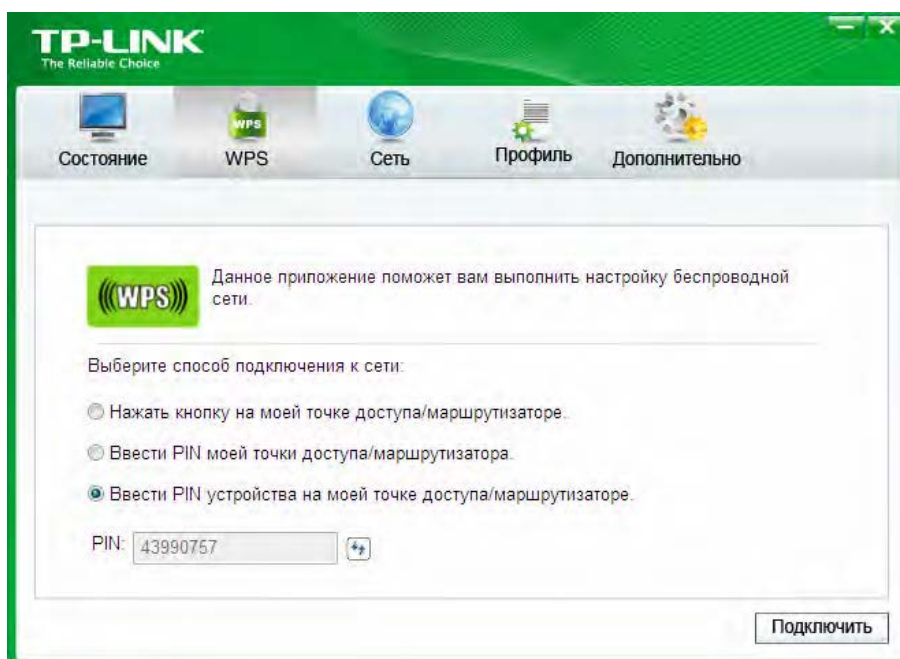 TP-LINK
The Reliable Choice
Состояние
WPS
WPS
Сеть
Профиль
Дополнительно
WPS
Данное приложение поможет вам выполнить настройку беспроводной
сети.
Выберите способ подключения к сети:
Нажать кнопку на моей точке доступа/маршрутизаторе.
Ввести PIN моей точки доступа/маршрутизатора.
Ввести PIN устройства на моей точке доступа/маршрутизаторе.
PIN: 43990757
Подключить